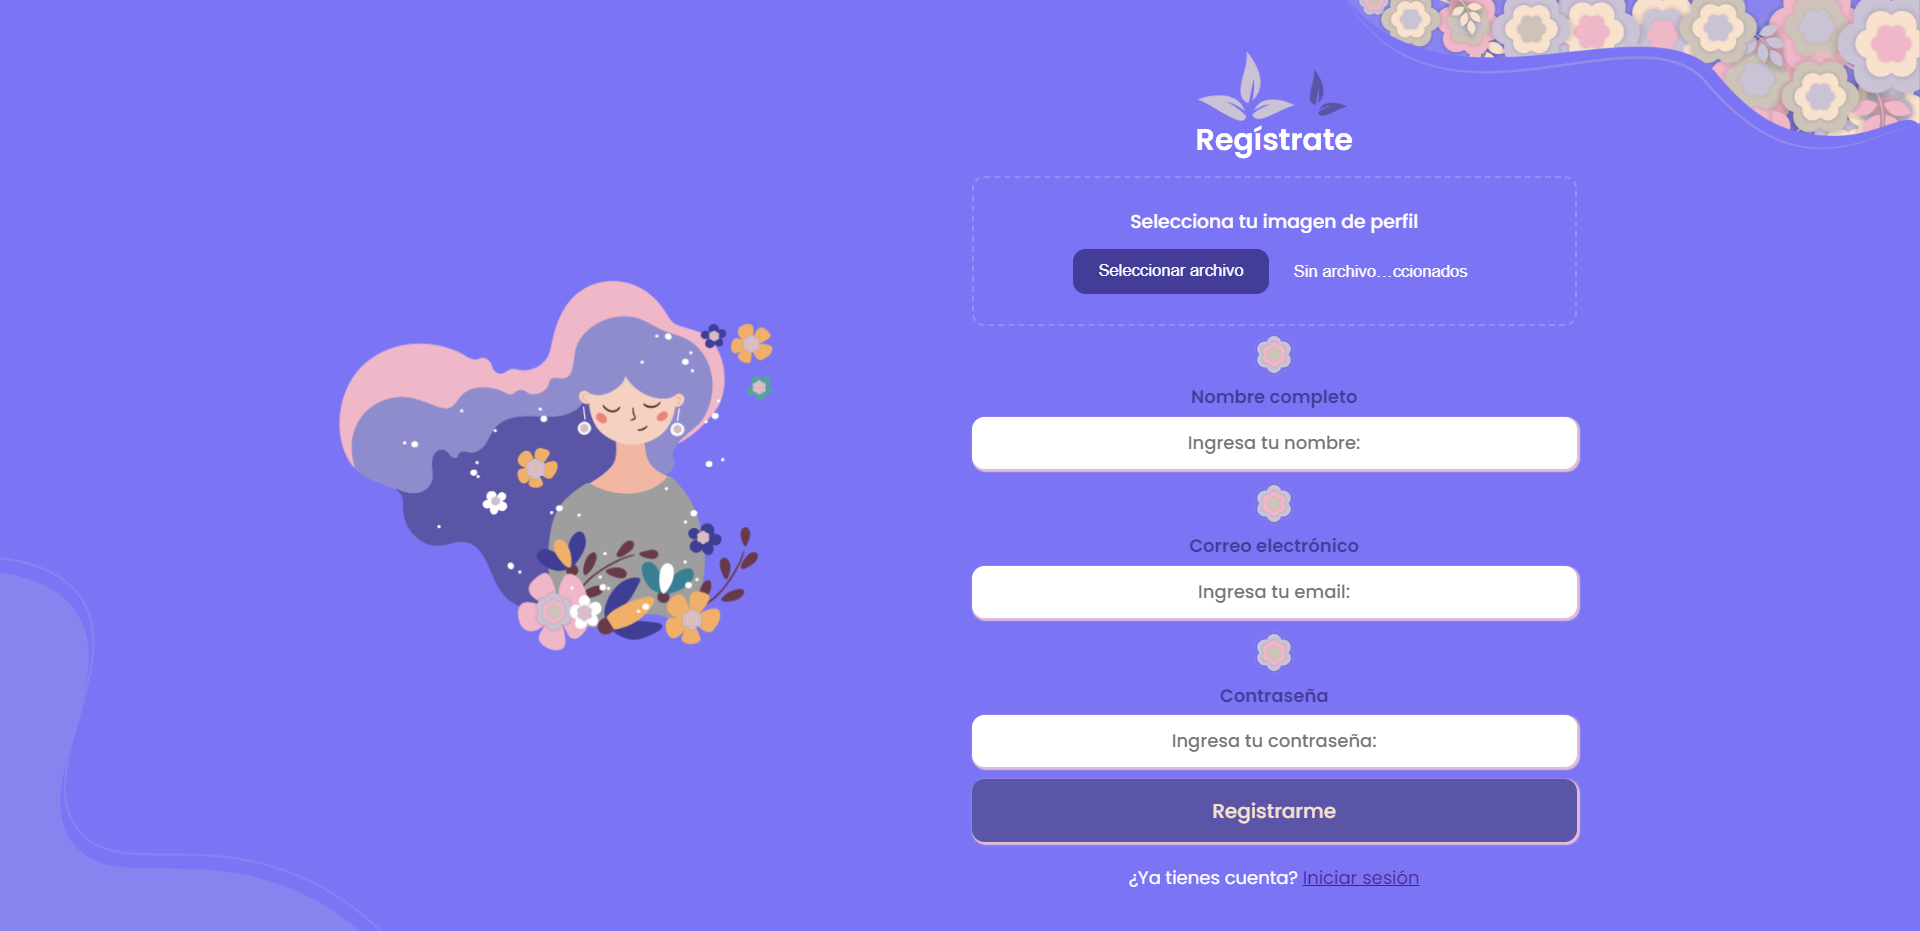 Regístrate
Selecciona tu imagen de perfil
Seleccionar archivo
Sin archivo…ccionados
Nombre completo
Ingresa tu nombre:
Correo electrónico
Ingresa tu email:
Contraseña
Ingresa tu contraseña:
Registrarme
¿Ya tienes cuenta? Iniciar sesión